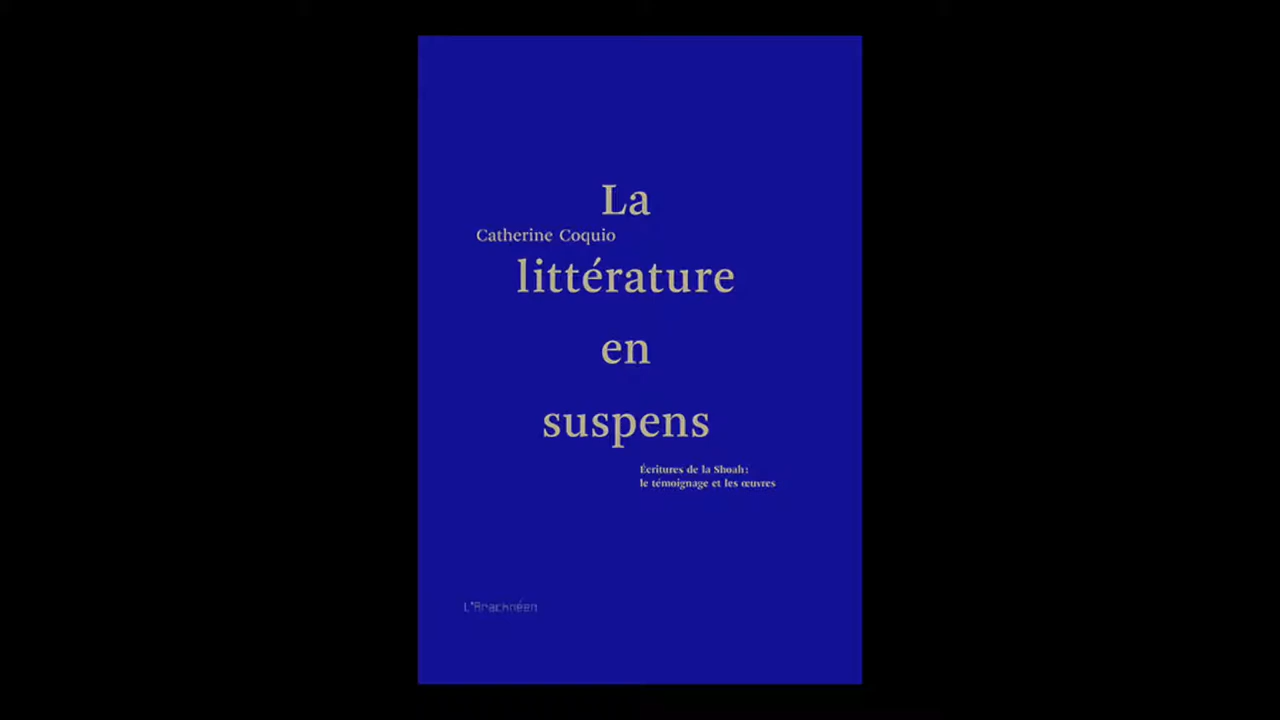 La
Catherine Coquio
littérature
en
suspens
Écritures de la Shoah :
le témoignage et les œuvres
L'Arachnéen